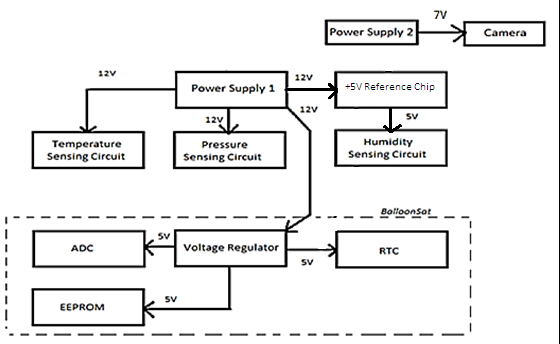 7V
Power Supply 2
Camera
12V
Power Supply 1
12V
+5V Reference Chip
12V
12V
5V
Temperature
Sensing Circuit
Pressure
Sensing Circuit
Humidity
Sensing Circuit
BalloonSat
ADC
5V
Voltage Regulator
5V
RTC
EEPROM
5V